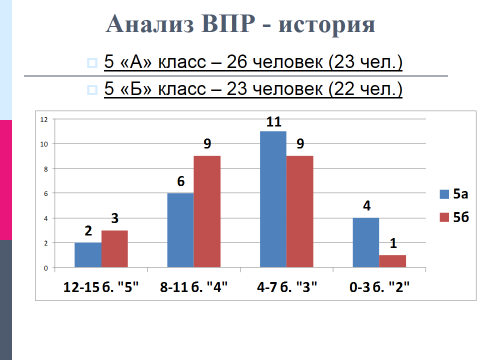 Анализ ВПР - история
5 «А» класс – 26 человек (23 чел.)
5 «Б» класс – 23 человек (22 чел.)
12
10
8
6
4
2
0
2
3
6
9
11
9
4
1
12-15 б. "5"
8-11 б. "4"
4-7 б. "3"
0-3 б. "2"
5а
5б